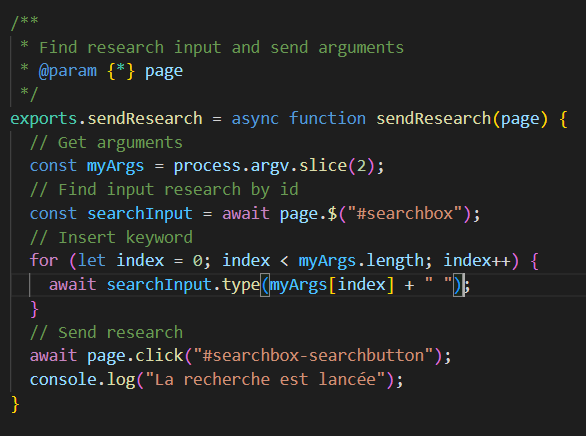 /**
 * Find research input and send arguments
 * @param {*} page
 */
exports.sendResearch = async function sendResearch(page) {
  // Get arguments
  const myArgs = process.argv.slice(2);
  // Find input research by id
  const searchInput = await page.$("#searchbox");
  // Insert keyword
  for (let index = 0; index < myArgs.length; index++) {
    await searchInput.type(myArgs[index] + " ");
  }
  // Send research
  await page.click("#searchbox-searchbutton");
  console.log("La recherche est lancée");
}